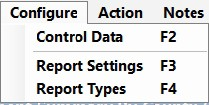 Configure Action Notes
Control Data F2
Report Settings F3
Report Types F4